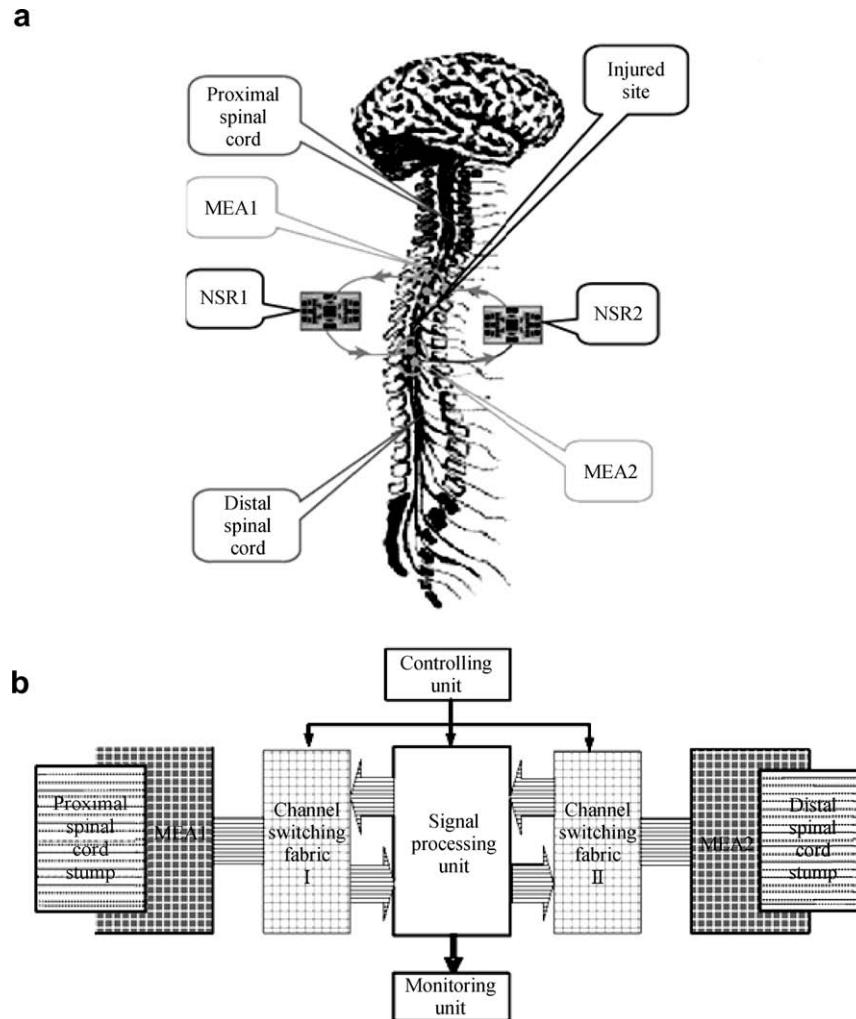 a
Proximal
spinal
cord
Injured
site
MEA1
NSR1
NSR2
MEA2
Distal
spinal
cord
b
Controlling
unit
Proximal
spinal
cord
stump
MEA1
Channel
switching
fabric
I
Signal
processing
unit
Channel
switching
fabric
II
MEA2
Distal
spinal
cord
stump
Monitoring
unit